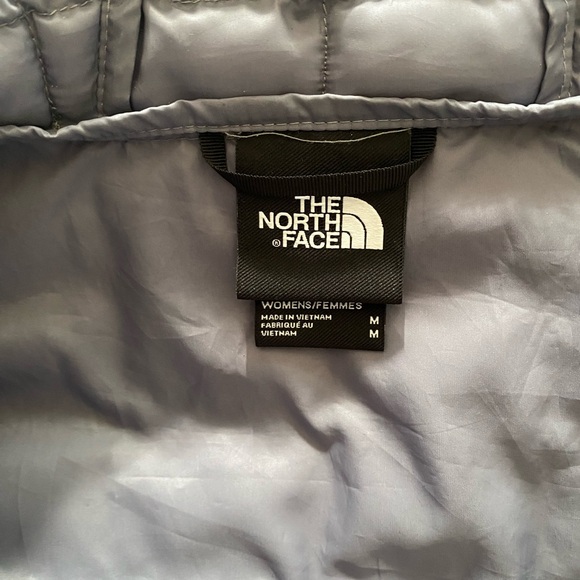 THE
NORTH
® FACE
WOMENS/FEMMES
MADE IN VIETNAM M
FABRIQUÉ AU
VIETNAM M